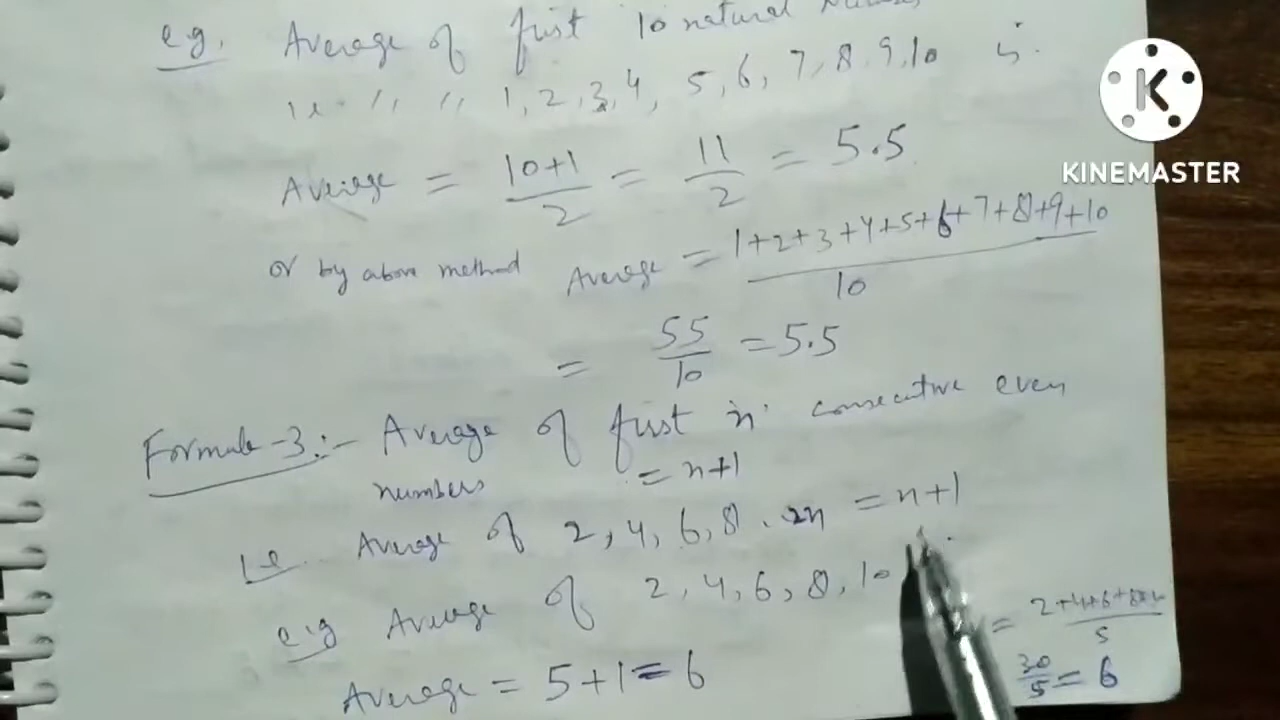 e.g. Average of first 10 natural
i.e. " " 1, 2, 3, 4, 5, 6, 7, 8, 9, 10 is.
Average = 10+1/2 = 11/2 = 5.5
or by above method Average = 1+2+3+4+5+6+7+8+9+10/10
= 55/10 = 5.5
Formula-3:- Average of first 'n' consecutive even
numbers = n+1
i.e. Average of 2, 4, 6, 8 . . 2n = n+1
e.g Average of 2, 4, 6, 8, 10
= 2+4+6+8+/5
Average = 5+1 = 6
30/5 = 6
K
KINEMASTER